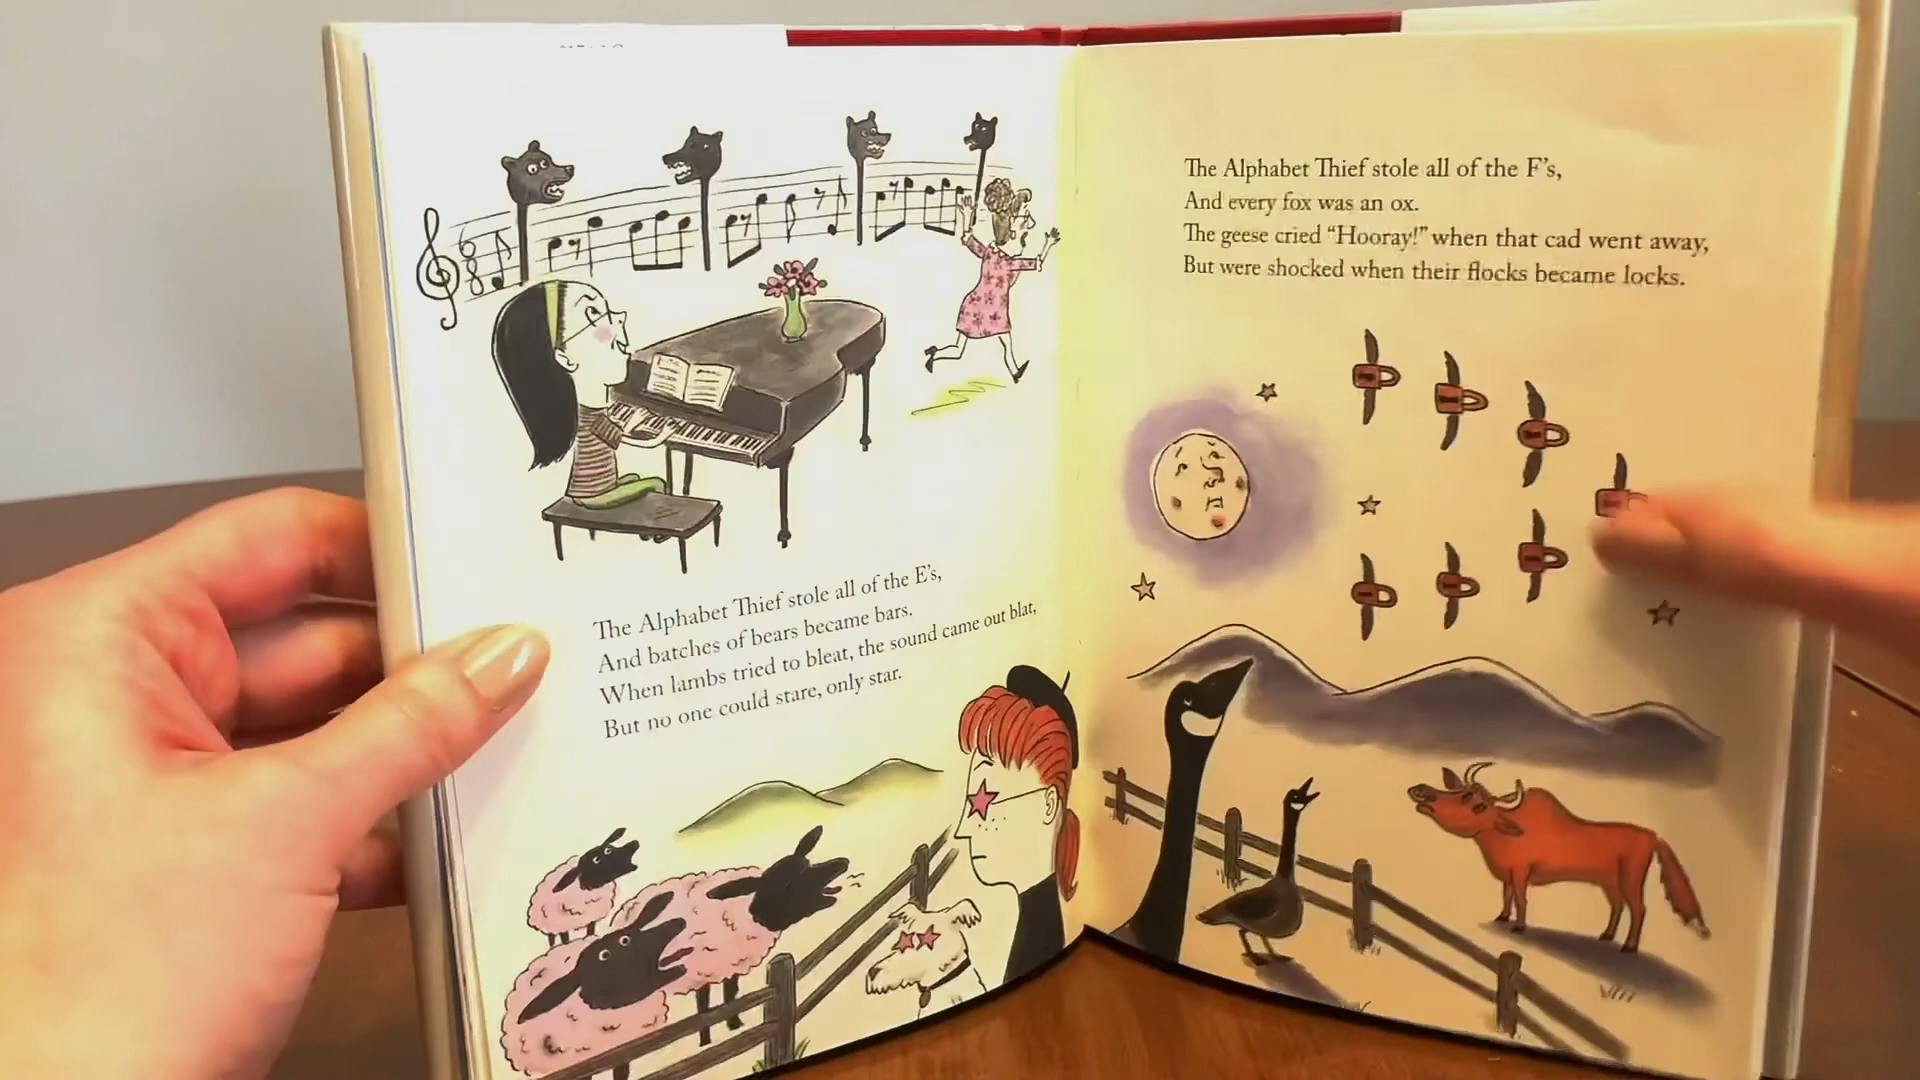 The Alphabet Thief stole all of the E's,
And batches of bears became bars.
When lambs tried to bleat, the sound came out blat,
But no one could stare, only star.
The Alphabet Thief stole all of the F's,
And every fox was an ox.
The geese cried “Hooray!” when that cad went away,
But were shocked when their flocks became locks.